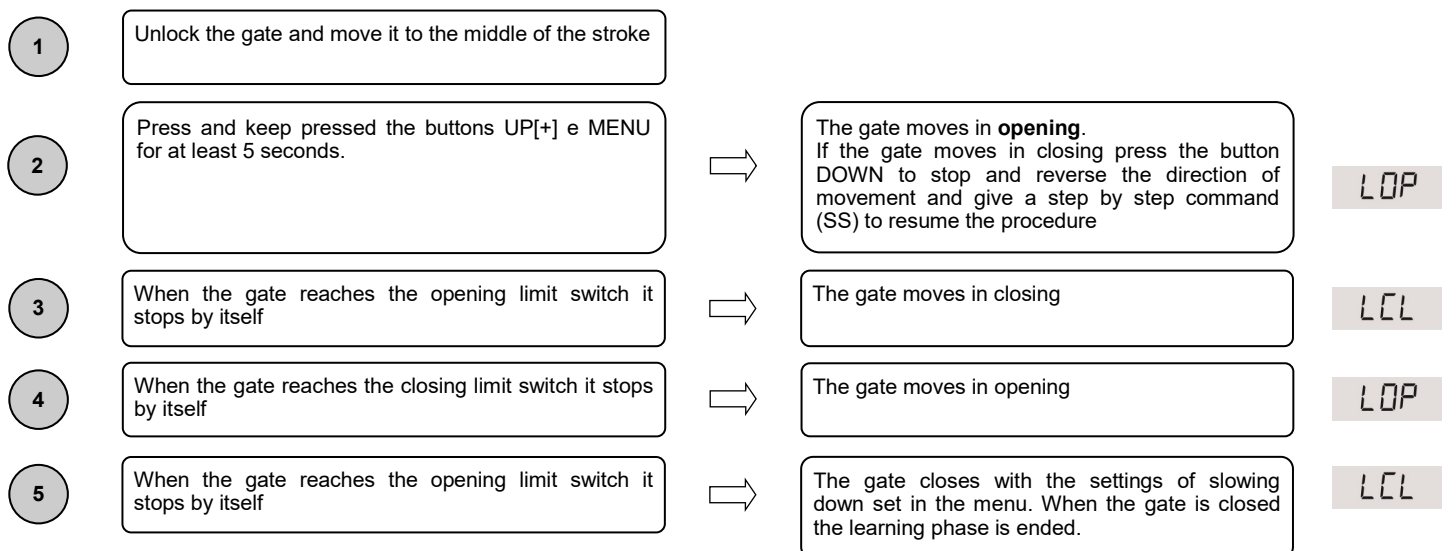 1
Unlock the gate and move it to the middle of the stroke
2
Press and keep pressed the buttons UP[+] e MENU
for at least 5 seconds.
The gate moves in opening.
If the gate moves in closing press the button
DOWN to stop and reverse the direction of
movement and give a step by step command
(SS) to resume the procedure
LOP
3
When the gate reaches the opening limit switch it
stops by itself
The gate moves in closing
LCL
4
When the gate reaches the closing limit switch it stops
by itself
The gate moves in opening
LOP
5
When the gate reaches the opening limit switch it
stops by itself
The gate closes with the settings of slowing
down set in the menu. When the gate is closed
the learning phase is ended.
LCL